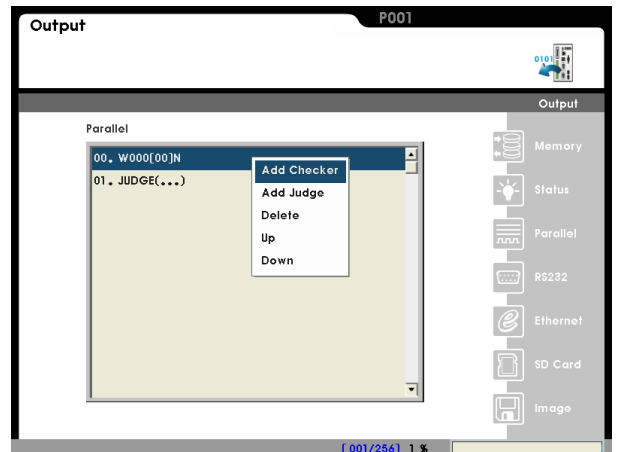 Output
P001
0101
Output
Parallel
00. W000[00]N
01. JUDGE(...)
Add Checker
Add Judge
Delete
Up
Down
Memory
Status
Parallel
RS232
Ethernet
SD Card
Image
[001/256] 1 %